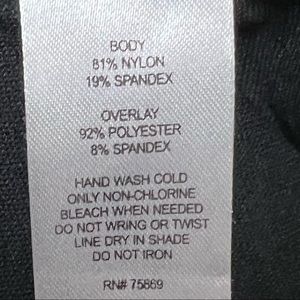 BODY
81% NYLON
19% SPANDEX
OVERLAY
92% POLYESTER
8% SPANDEX
HAND WASH COLD
ONLY NON-CHLORINE
BLEACH WHEN NEEDED
DO NOT WRING OR TWIST
LINE DRY IN SHADE
DO NOT IRON
RN# 75869